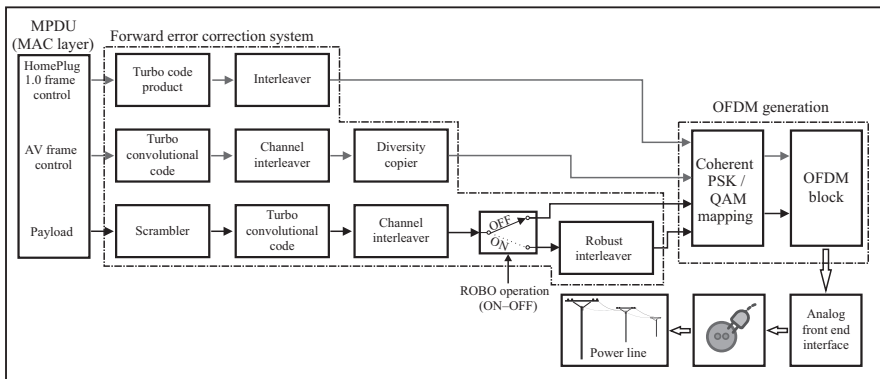 MPDU
(MAC layer)
Forward error correction system
HomePlug
1.0 frame
control
Turbo code
product
Interleaver
OFDM generation
AV frame
control
Turbo
convolutional
code
Channel
interleaver
Diversity
copier
Coherent
PSK /
QAM
mapping
OFDM
block
Payload
Scrambler
Turbo
convolutional
code
Channel
interleaver
OFF
ON
Robust
interleaver
ROBO operation
(ON–OFF)
Power line
Analog
front end
interface